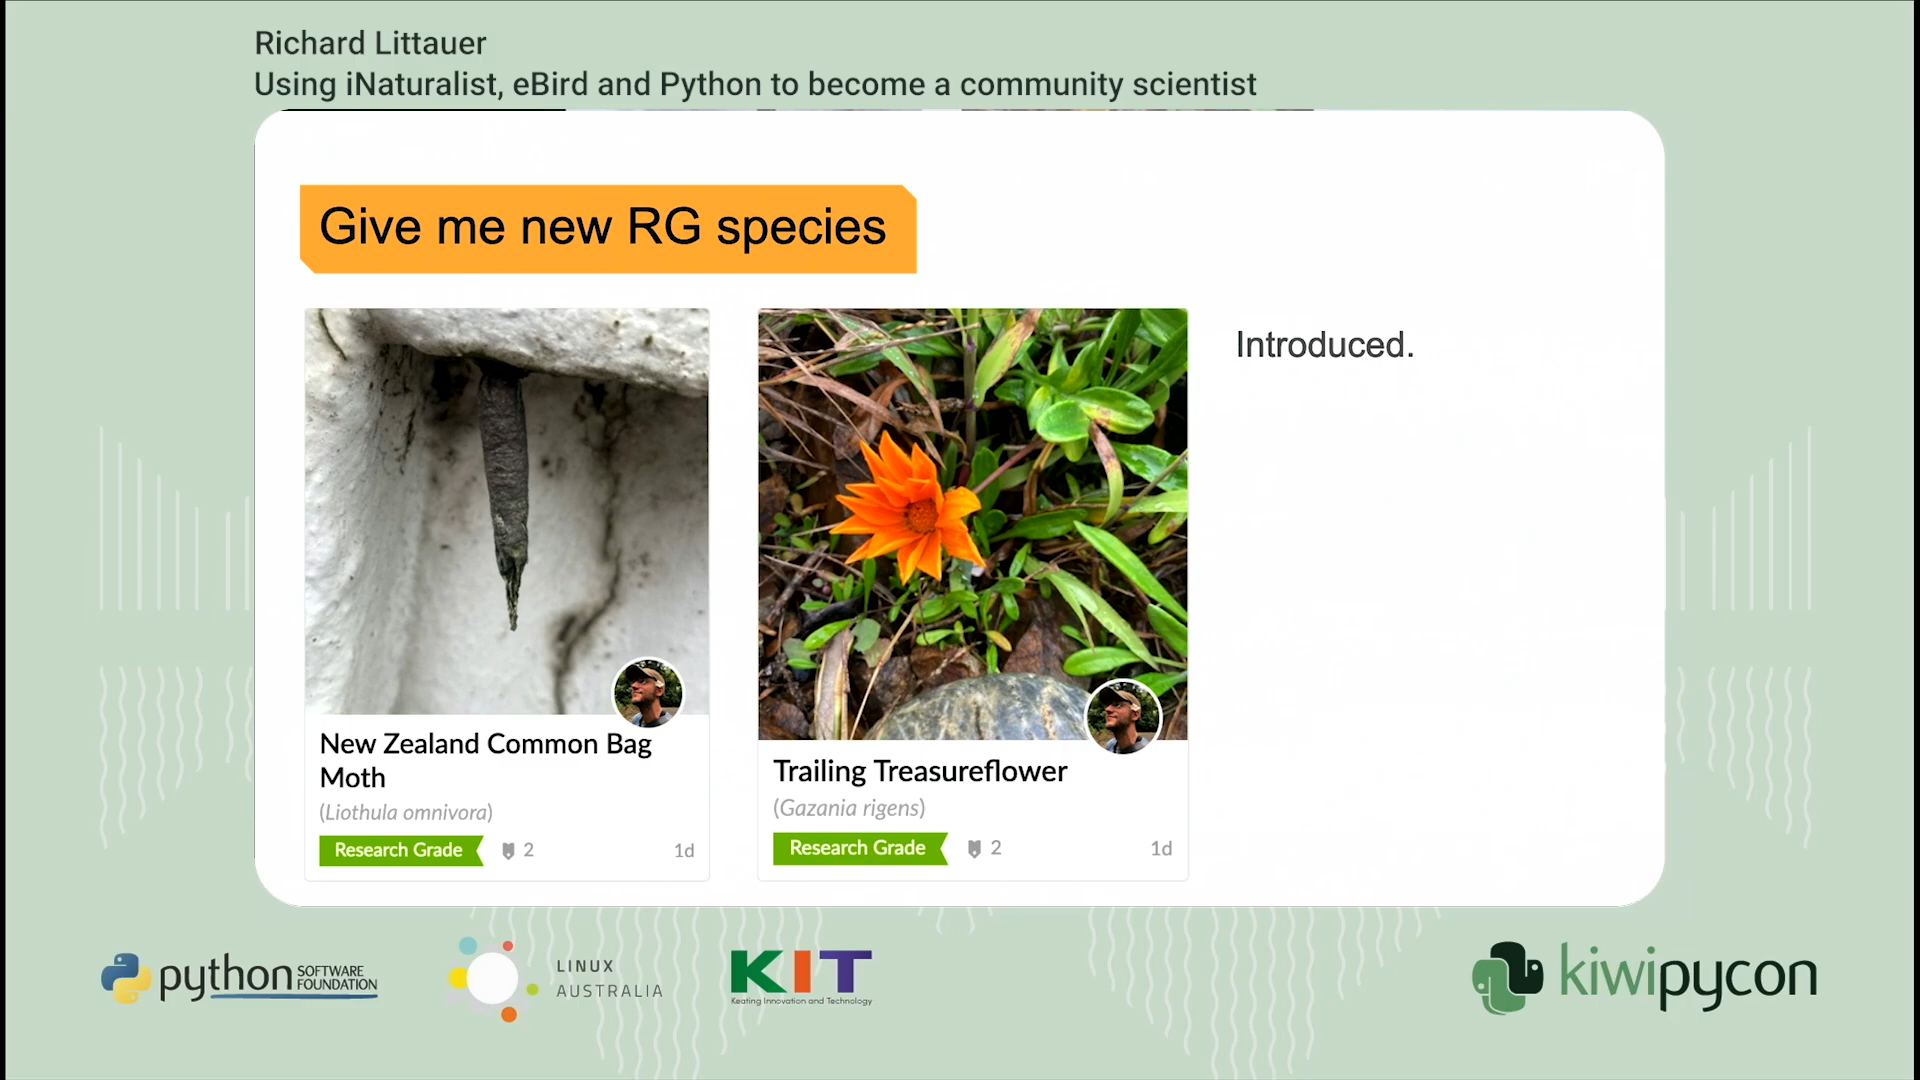 Richard Littauer
Using iNaturalist, eBird and Python to become a community scientist
Give me new RG species
Introduced.
New Zealand Common Bag
Moth
(Liothula omnivora)
Research Grade 2 1d
Trailing Treasureflower
(Gazania rigens)
Research Grade 2 1d
python SOFTWARE
FOUNDATION
LINUX
AUSTRALIA
KIT
Keating Innovation and Technology
kiwipycon